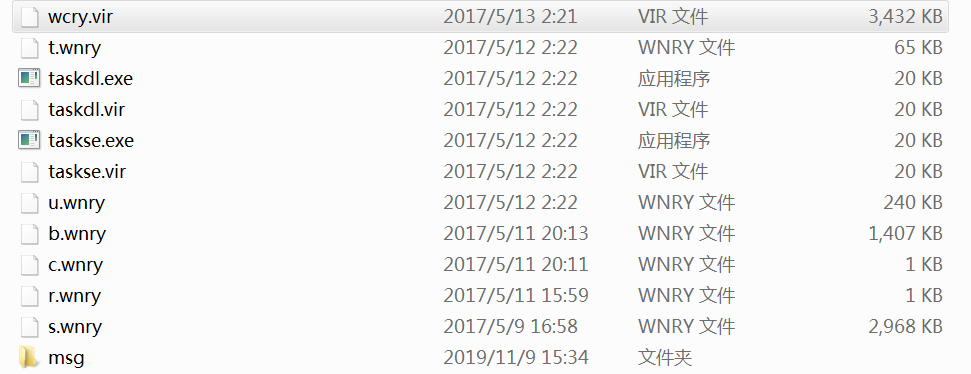 wcry.vir 2017/5/13 2:21 VIR 文件 3,432 KB
t.wnry 2017/5/12 2:22 WNRY 文件 65 KB
taskdl.exe 2017/5/12 2:22 应用程序 20 KB
taskdl.vir 2017/5/12 2:22 VIR 文件 20 KB
taskse.exe 2017/5/12 2:22 应用程序 20 KB
taskse.vir 2017/5/12 2:22 VIR 文件 20 KB
u.wnry 2017/5/12 2:22 WNRY 文件 240 KB
b.wnry 2017/5/11 20:13 WNRY 文件 1,407 KB
c.wnry 2017/5/11 20:11 WNRY 文件 1 KB
r.wnry 2017/5/11 15:59 WNRY 文件 1 KB
s.wnry 2017/5/9 16:58 WNRY 文件 2,968 KB
msg 2019/11/9 15:34 文件夹